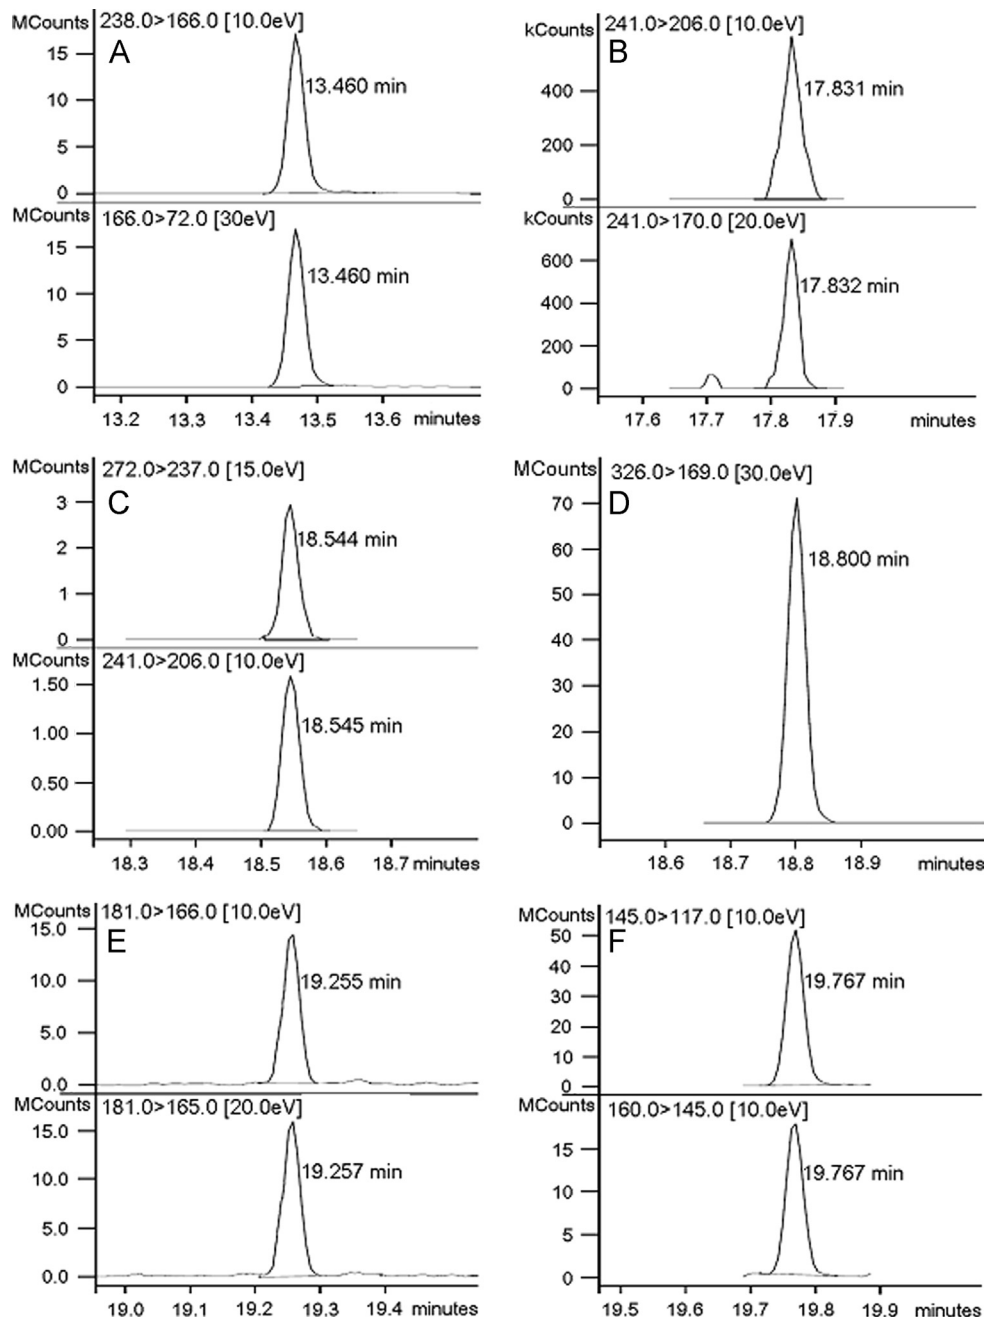 MCounts 238.0>166.0 [10.0eV]
A
15
13.460 min
10
5
0
MCounts 166.0>72.0 [30eV]
15
13.460 min
10
5
0
13.2 13.3 13.4 13.5 13.6 minutes
kCounts 241.0>206.0 [10.0eV]
B
400
17.831 min
200
0
kCounts 241.0>170.0 [20.0eV]
600
17.832 min
400
200
0
17.6 17.7 17.8 17.9 minutes
MCounts 272.0>237.0 [15.0eV]
C
3
18.544 min
2
1
0
MCounts 241.0>206.0 [10.0eV]
1.50
18.545 min
1.00
0.50
0.00
18.3 18.4 18.5 18.6 18.7 minutes
MCounts 326.0>169.0 [30.0eV]
D
70
60
18.800 min
50
40
30
20
10
0
18.6 18.7 18.8 18.9 minutes
MCounts 181.0>166.0 [10.0eV]
15.0
E
10.0
19.255 min
5.0
0.0
MCounts 181.0>165.0 [20.0eV]
15.0
19.257 min
10.0
5.0
0.0
19.0 19.1 19.2 19.3 19.4 minutes
MCounts 145.0>117.0 [10.0eV]
50
F
40
19.767 min
30
20
10
0
MCounts 160.0>145.0 [10.0eV]
15
19.767 min
10
5
0
19.5 19.6 19.7 19.8 19.9 minutes